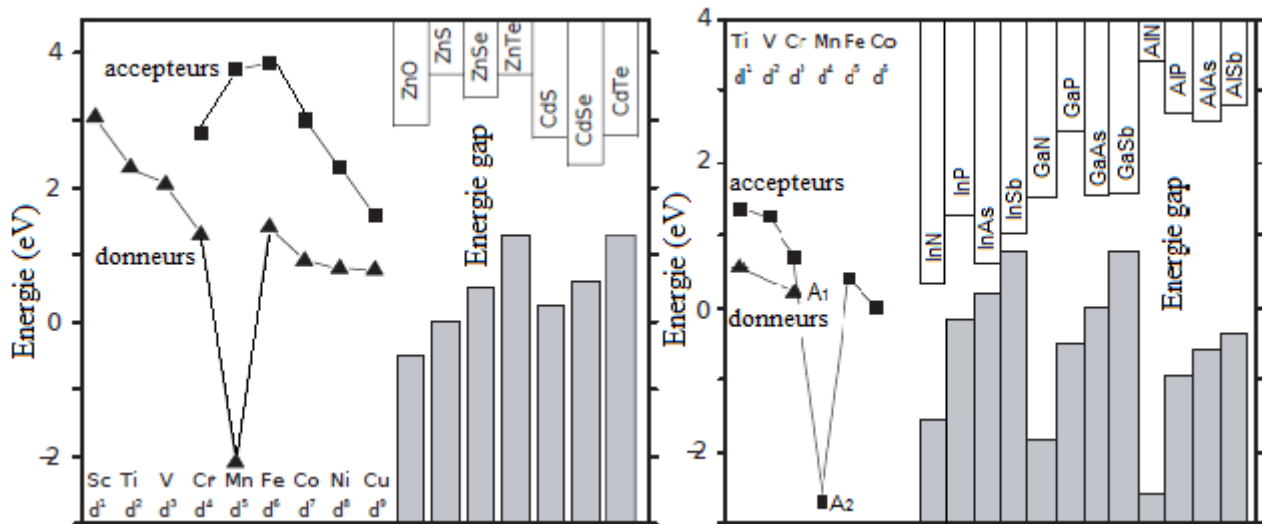 Energie (eV)
4
2
0
−2
accepteurs
donneurs
Sc Ti V Cr Mn Fe Co Ni Cu
d¹ d² d³ d⁴ d⁵ d⁶ d⁷ d⁸ d⁹
ZnO
ZnS
ZnSe
ZnTe
CdS
CdSe
CdTe
Energie gap
Energie (eV)
4
2
0
−2
Ti V Cr Mn Fe Co
d¹ d² d³ d⁴ d⁵ d⁶
accepteurs
A₁
donneurs
A₂
InN
InP
InAs
InSb
GaN
GaP
GaAs
GaSb
AlN
AlP
AlAs
AlSb
Energie gap